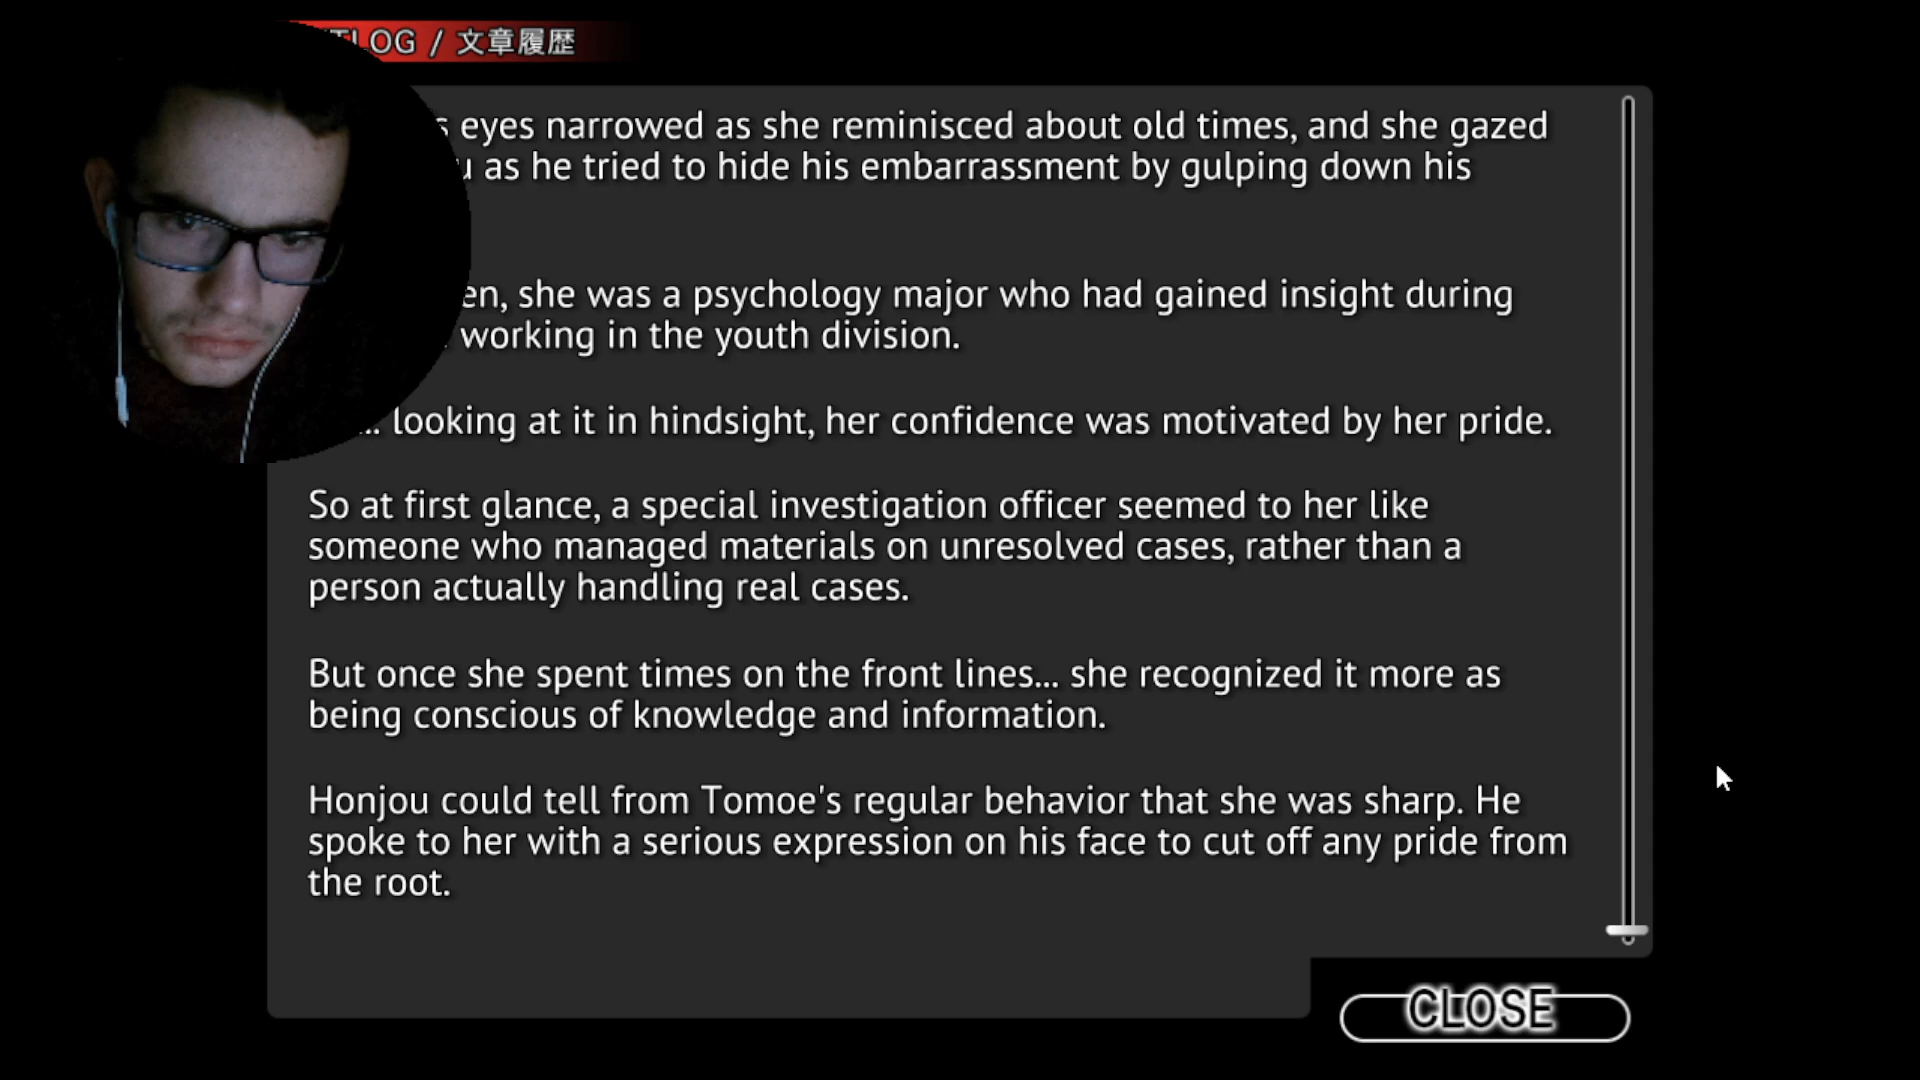 TLOG / 文章履歴
eyes narrowed as she reminisced about old times, and she gazed
as he tried to hide his embarrassment by gulping down his
she was a psychology major who had gained insight during
working in the youth division.
... looking at it in hindsight, her confidence was motivated by her pride.
So at first glance, a special investigation officer seemed to her like
someone who managed materials on unresolved cases, rather than a
person actually handling real cases.
But once she spent times on the front lines... she recognized it more as
being conscious of knowledge and information.
Honjou could tell from Tomoe's regular behavior that she was sharp. He
spoke to her with a serious expression on his face to cut off any pride from
the root.
CLOSE